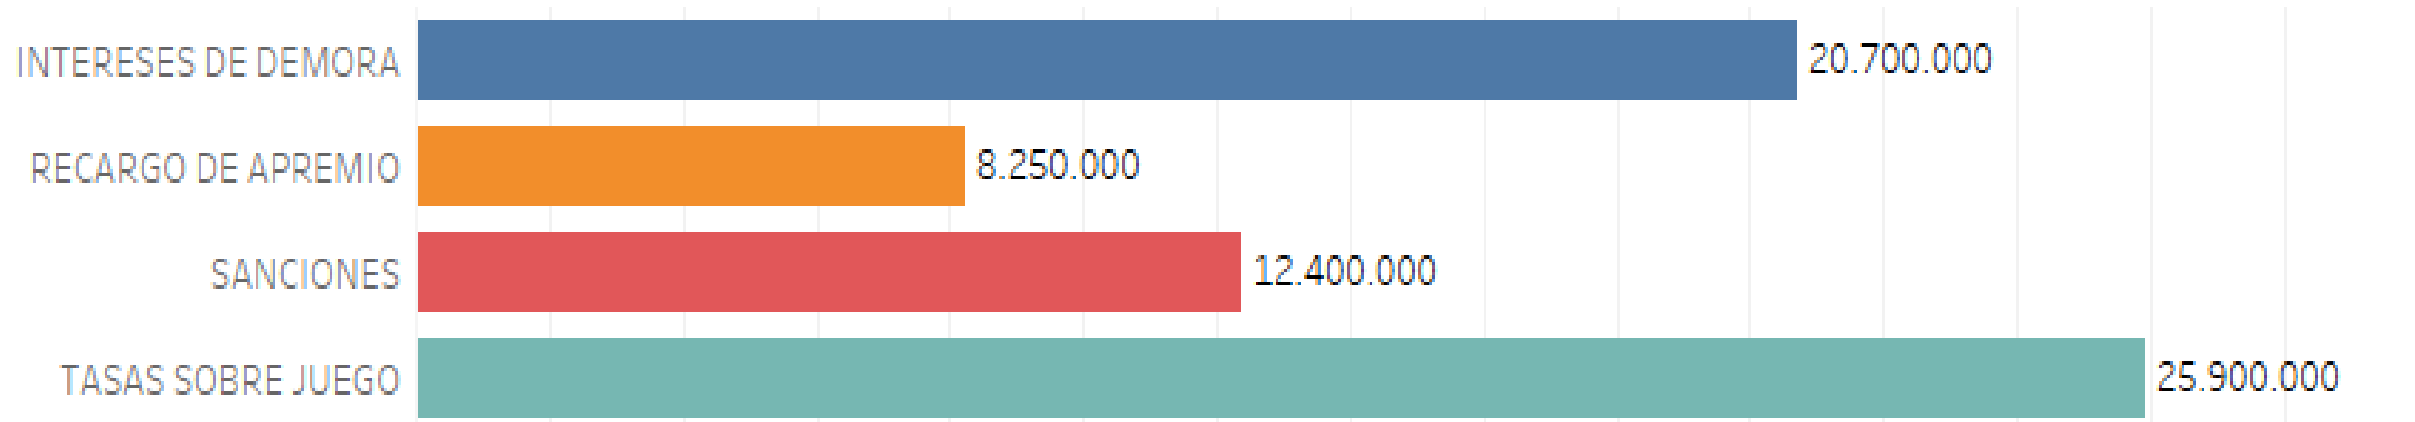 INTERESES DE DEMORA 20.700.000
RECARGO DE APREMIO 8.250.000
SANCIONES 12.400.000
TASAS SOBRE JUEGO 25.900.000